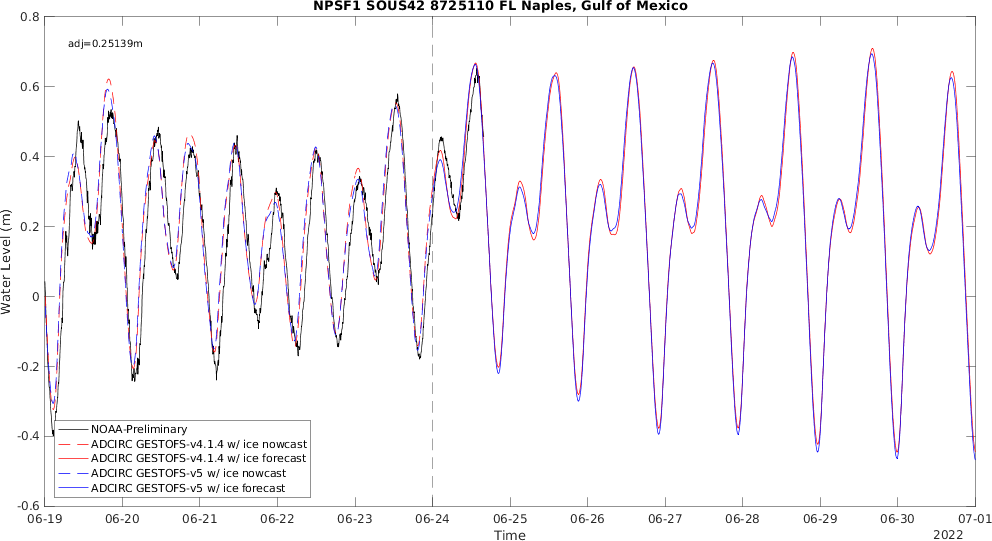 NPSF1 SOUS42 8725110 FL Naples, Gulf of Mexico
adj=0.25139m
0.8
0.6
0.4
0.2
0
-0.2
-0.4
-0.6
Water Level (m)
NOAA-Preliminary
ADCIRC GESTOFS-v4.1.4 w/ ice nowcast
ADCIRC GESTOFS-v4.1.4 w/ ice forecast
ADCIRC GESTOFS-v5 w/ ice nowcast
ADCIRC GESTOFS-v5 w/ ice forecast
06-19 06-20 06-21 06-22 06-23 06-24 06-25 06-26 06-27 06-28 06-29 06-30 07-01
Time
2022